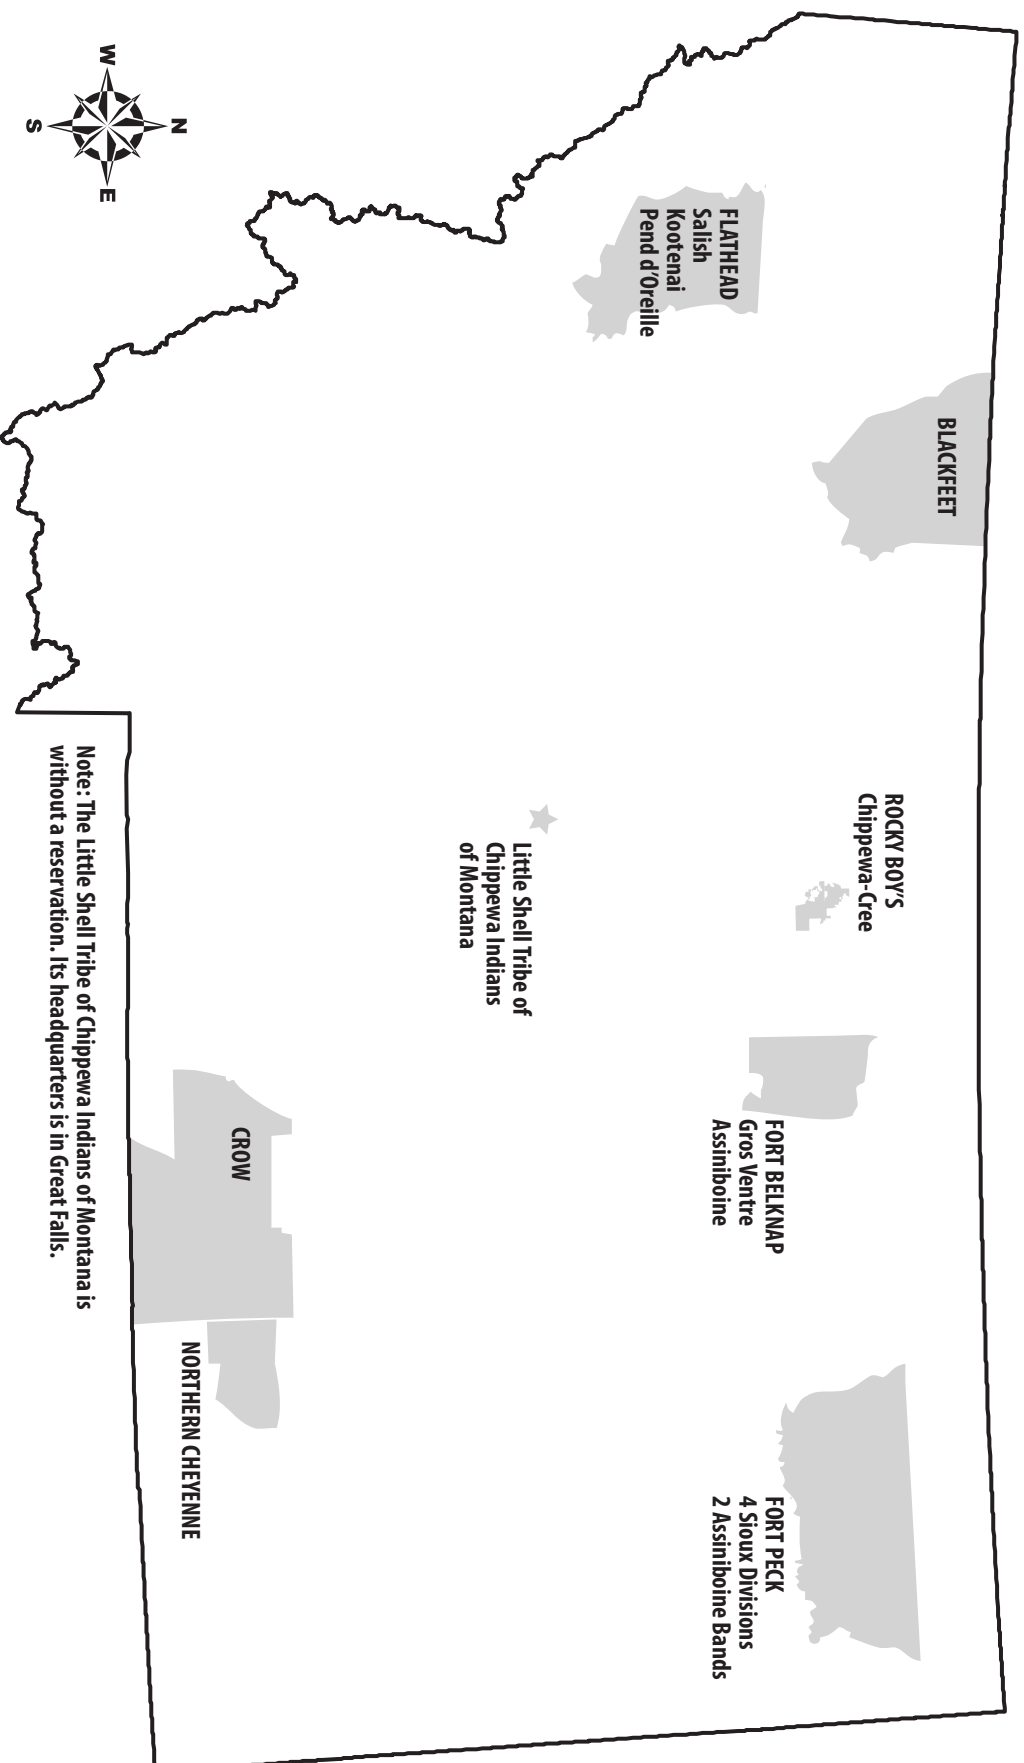 W
N
S
E
FLATHEAD
Salish
Kootenai
Pend d’Oreille
BLACKFEET
ROCKY BOY’S
Chippewa-Cree
Little Shell Tribe of
Chippewa Indians
of Montana
FORT BELKNAP
Gros Ventre
Assiniboine
FORT PECK
4 Sioux Divisions
2 Assiniboine Bands
CROW
NORTHERN CHEYENNE
Note: The Little Shell Tribe of Chippewa Indians of Montana is
without a reservation. Its headquarters is in Great Falls.